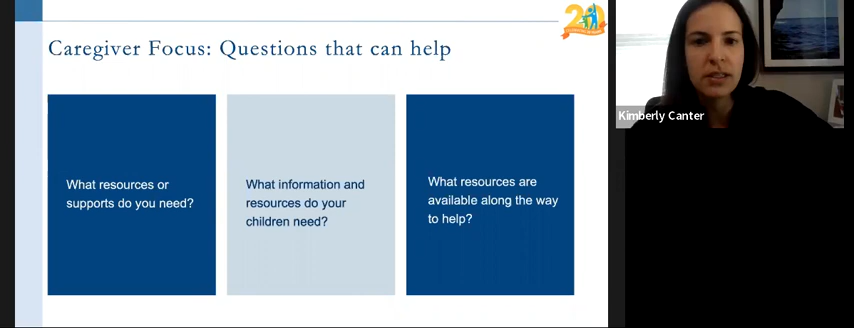 20
Caregiver Focus: Questions that can help
What resources or
supports do you need?
What information and
resources do your
children need?
What resources are
available along the way
to help?
Kimberly Canter